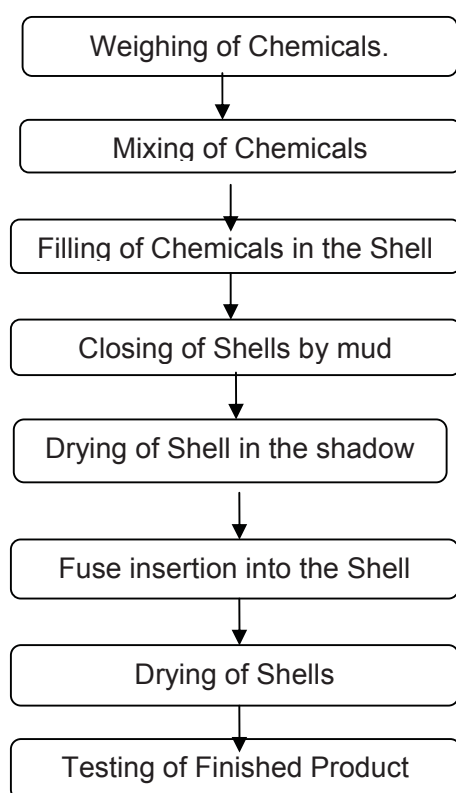 Weighing of Chemicals.
Mixing of Chemicals
Filling of Chemicals in the Shell
Closing of Shells by mud
Drying of Shell in the shadow
Fuse insertion into the Shell
Drying of Shells
Testing of Finished Product